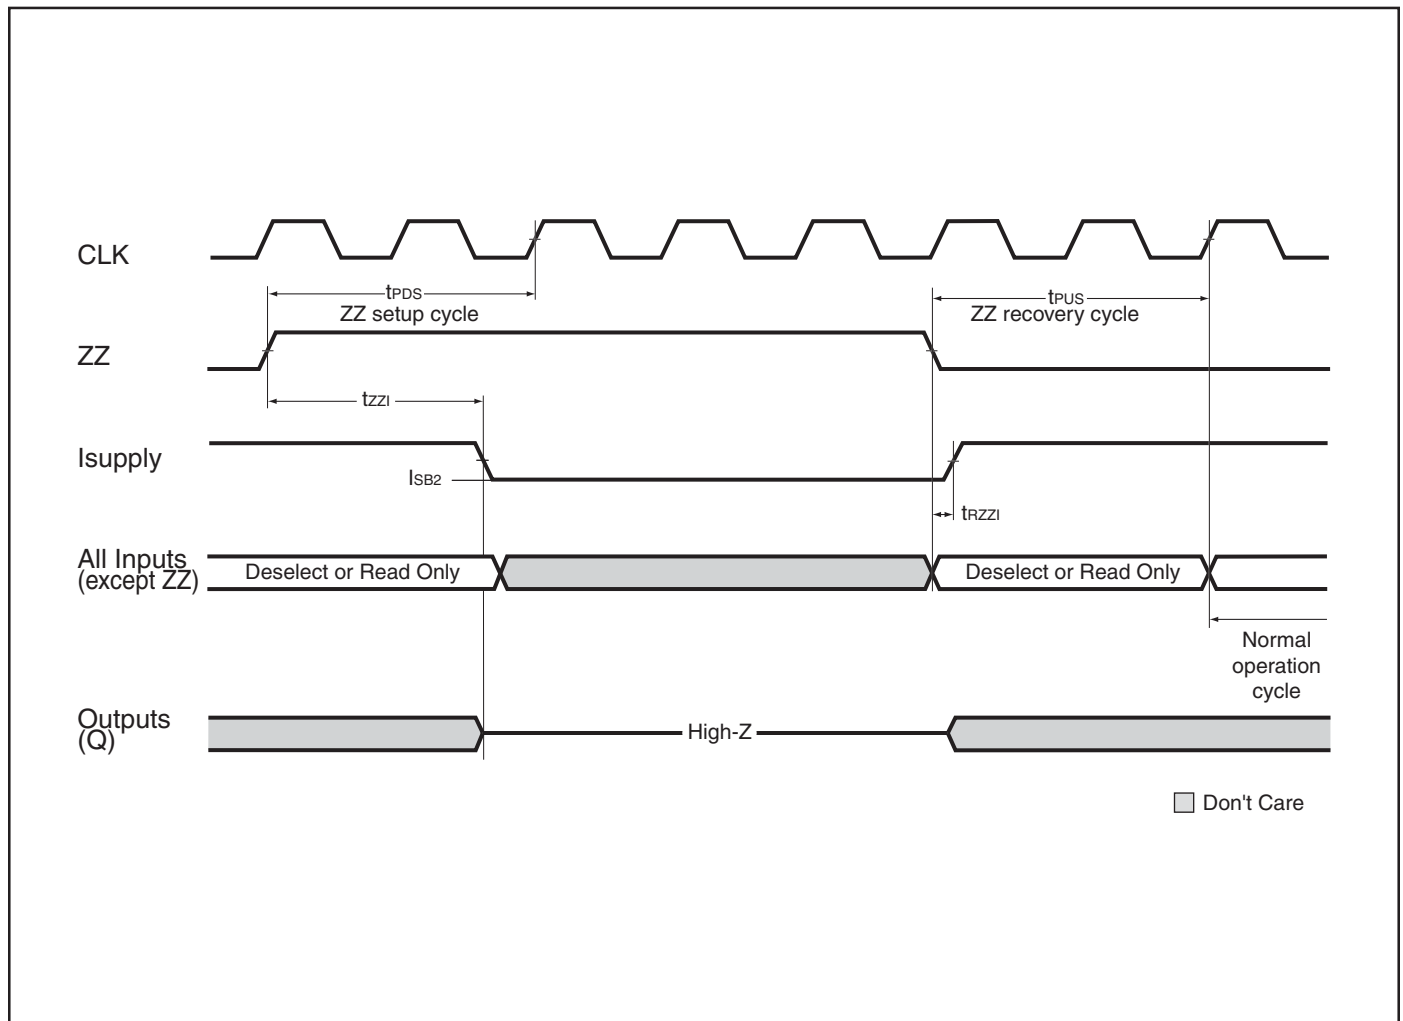 CLK
tPDS
ZZ setup cycle
tPUS
ZZ recovery cycle
ZZ
tZZI
Isupply
ISB2
tRZZI
All Inputs
(except ZZ)
Deselect or Read Only
Deselect or Read Only
Normal
operation
cycle
Outputs
(Q)
High-Z
Don't Care